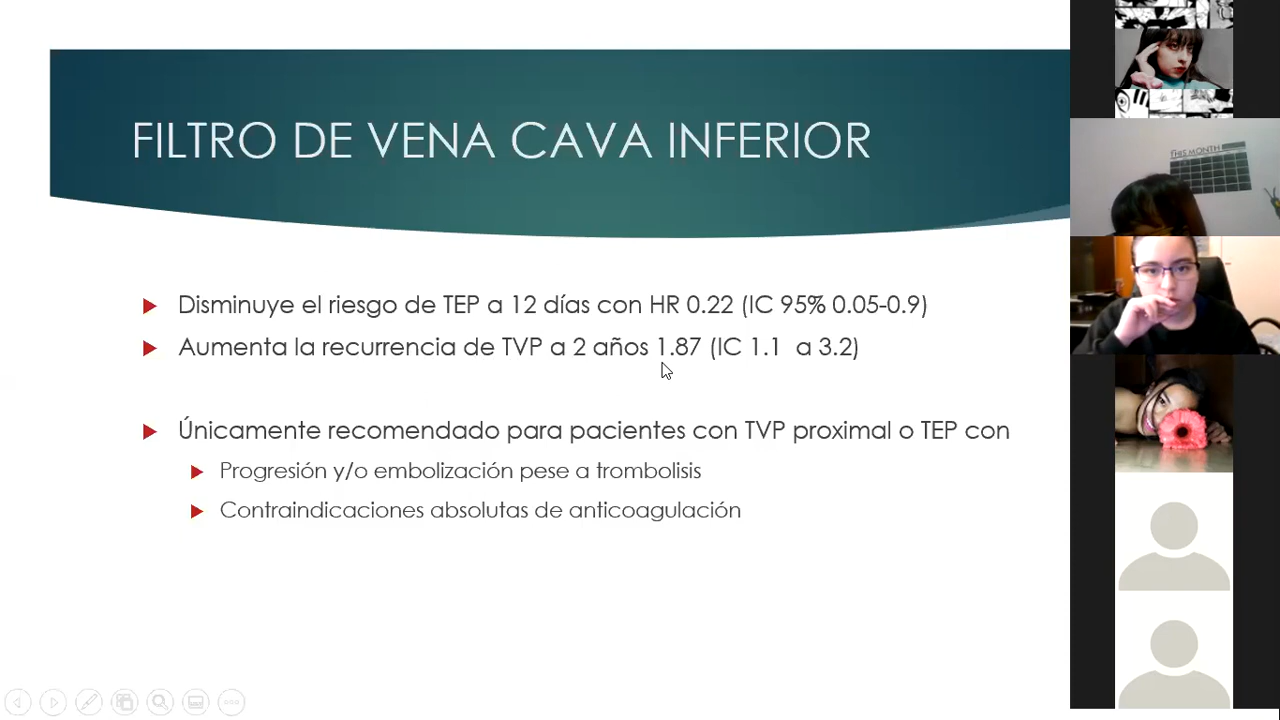 FILTRO DE VENA CAVA INFERIOR
Disminuye el riesgo de TEP a 12 días con HR 0.22 (IC 95% 0.05-0.9)
Aumenta la recurrencia de TVP a 2 años 1.87 (IC 1.1 a 3.2)
Únicamente recomendado para pacientes con TVP proximal o TEP con
Progresión y/o embolización pese a trombolisis
Contraindicaciones absolutas de anticoagulación
THIS MONTH